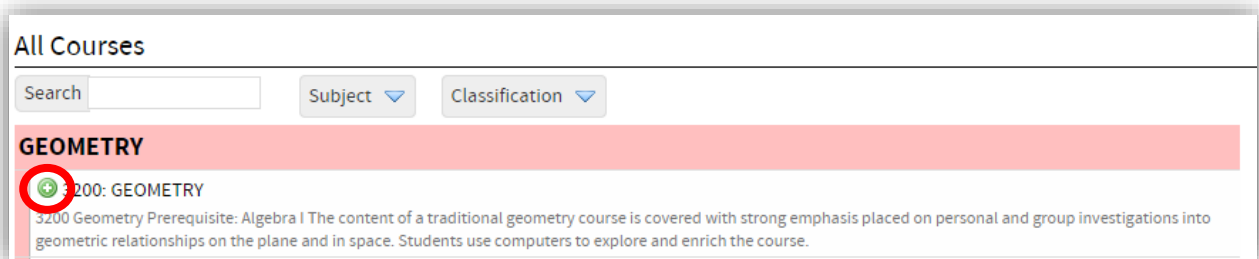 All Courses
Search Subject Classification
GEOMETRY
3200: GEOMETRY
3200 Geometry Prerequisite: Algebra I The content of a traditional geometry course is covered with strong emphasis placed on personal and group investigations into
geometric relationships on the plane and in space. Students use computers to explore and enrich the course.